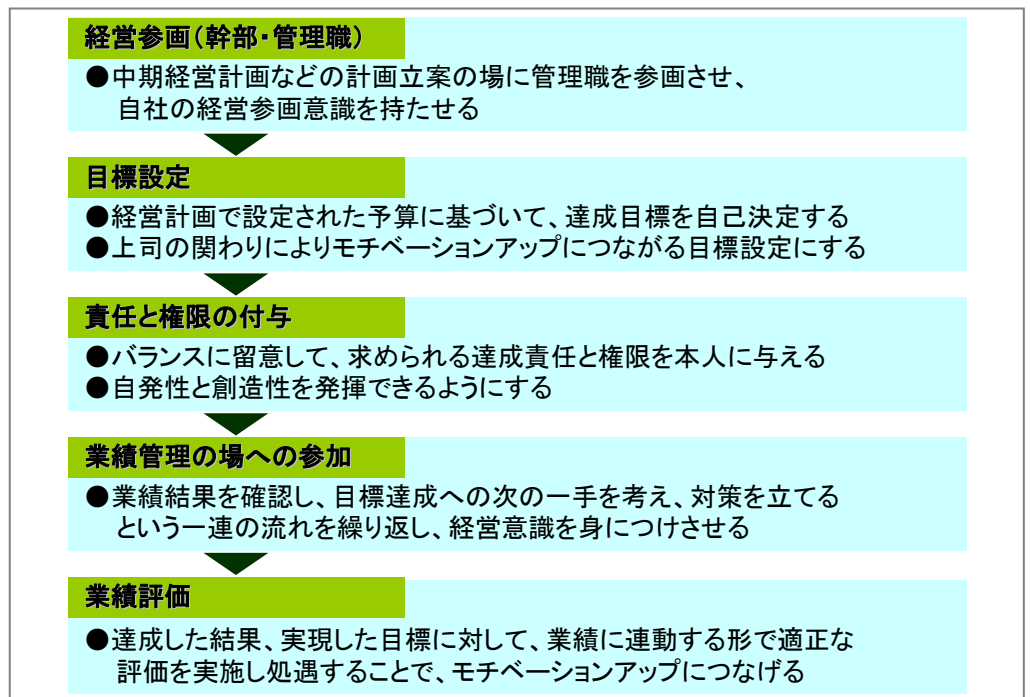 経営参画(幹部・管理職)
●中期経営計画などの計画立案の場に管理職を参画させ、
自社の経営参画意識を持たせる
目標設定
●経営計画で設定された予算に基づいて、達成目標を自己決定する
●上司の関わりによりモチベーションアップにつながる目標設定にする
責任と権限の付与
●バランスに留意して、求められる達成責任と権限を本人に与える
●自発性と創造性を発揮できるようにする
業績管理の場への参加
●業績結果を確認し、目標達成への次の一手を考え、対策を立てる
という一連の流れを繰り返し、経営意識を身につけさせる
業績評価
●達成した結果、実現した目標に対して、業績に連動する形で適正な
評価を実施し処遇することで、モチベーションアップにつなげる